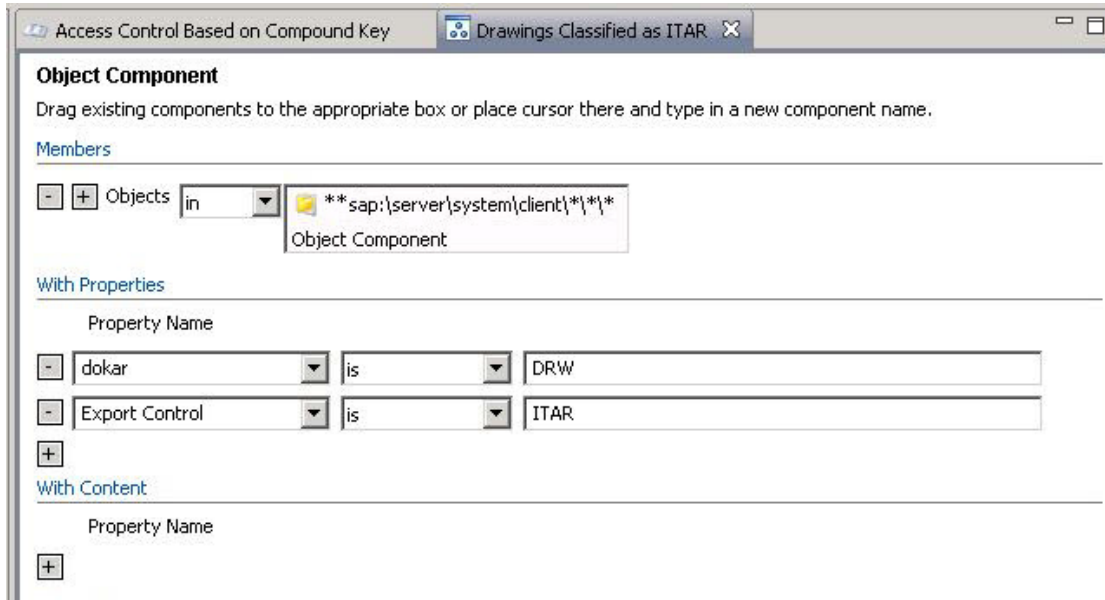 Access Control Based on Compound Key Drawings Classified as ITAR
Object Component
Drag existing components to the appropriate box or place cursor there and type in a new component name.
Members
- + Objects in **sap:\server\system\client\*\*\*
Object Component
With Properties
Property Name
- dokar is DRW
- Export Control is ITAR
+
With Content
Property Name
+